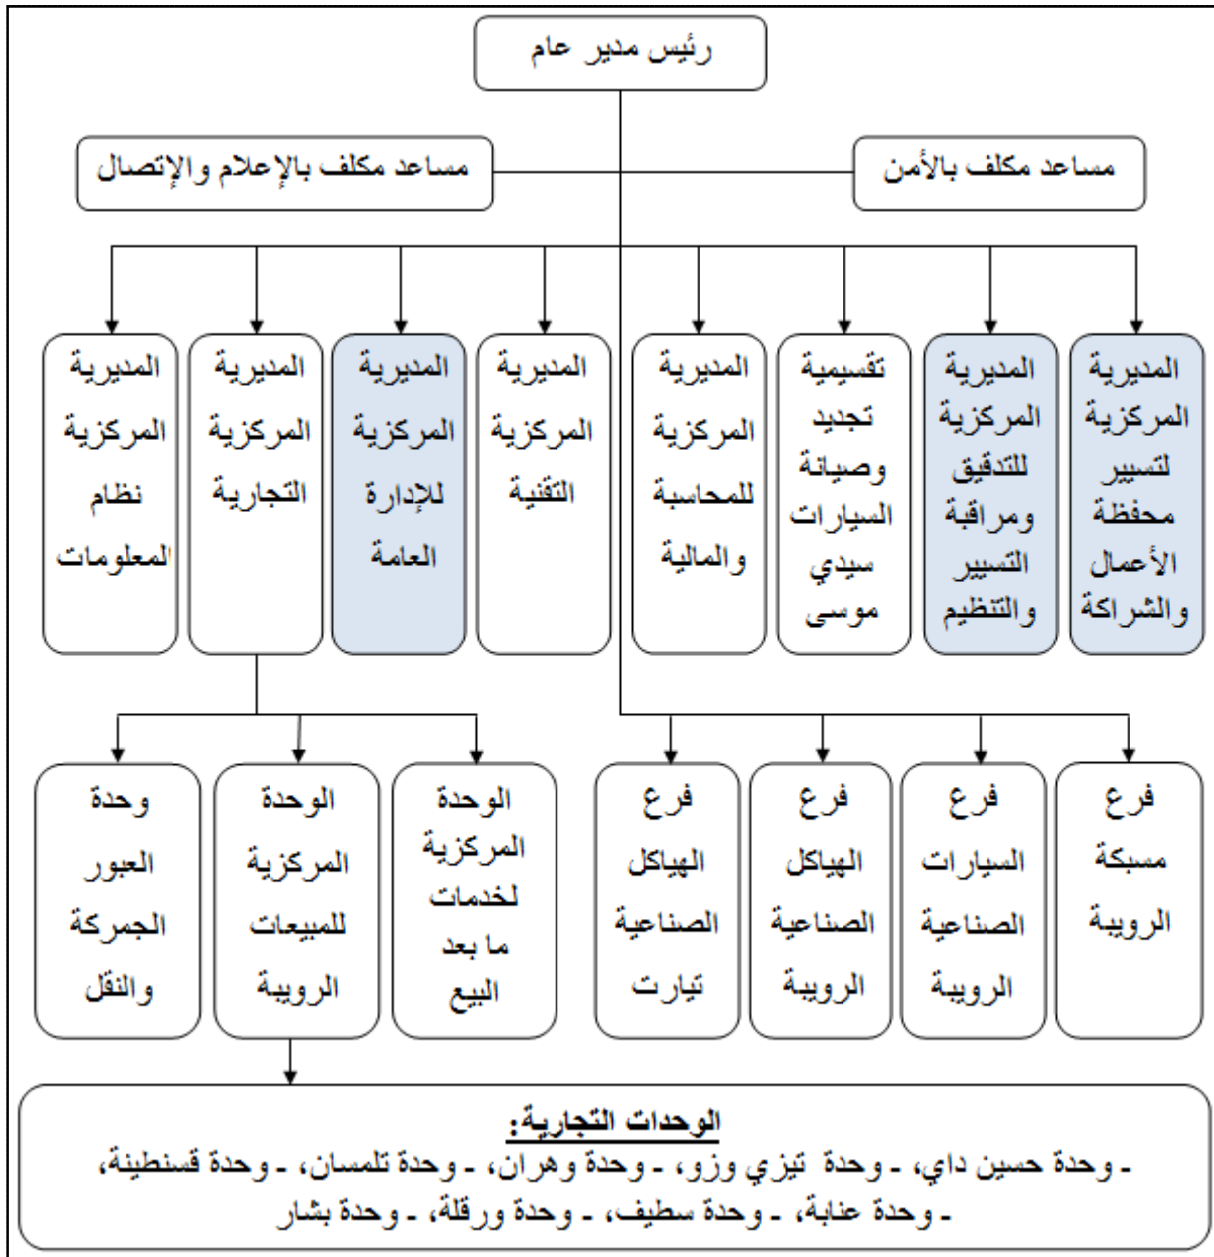 رئيس مدير عام
مساعد مكلف بالأمن
مساعد مكلف بالإعلام والإتصال
المديرية
المركزية
لتسيير
محفظة
الأعمال
والشراكة
المديرية
المركزية
للتدقيق
ومراقبة
التسيير
والتنظيم
تقسيمية
تجديد
وصيانة
السيارات
سيدي
موسى
المديرية
المركزية
للمحاسبة
والمالية
المديرية
المركزية
التقنية
المديرية
المركزية
للإدارة
العامة
المديرية
المركزية
التجارية
المديرية
المركزية
نظام
المعلومات
فرع
مسبكة
الرويبة
فرع
السيارات
الصناعية
الرويبة
فرع
الهياكل
الصناعية
الرويبة
فرع
الهياكل
الصناعية
تيارت
الوحدة
المركزية
لخدمات
ما بعد
البيع
الوحدة
المركزية
للمبيعات
الرويبة
وحدة
العبور
الجمركة
والنقل
الوحدات التجارية:
ـ وحدة حسين داي، ـ وحدة تيزي وزو، ـ وحدة وهران، ـ وحدة تلمسان، ـ وحدة قسنطينة،
ـ وحدة عنابة، ـ وحدة سطيف، ـ وحدة ورقلة، ـ وحدة بشار